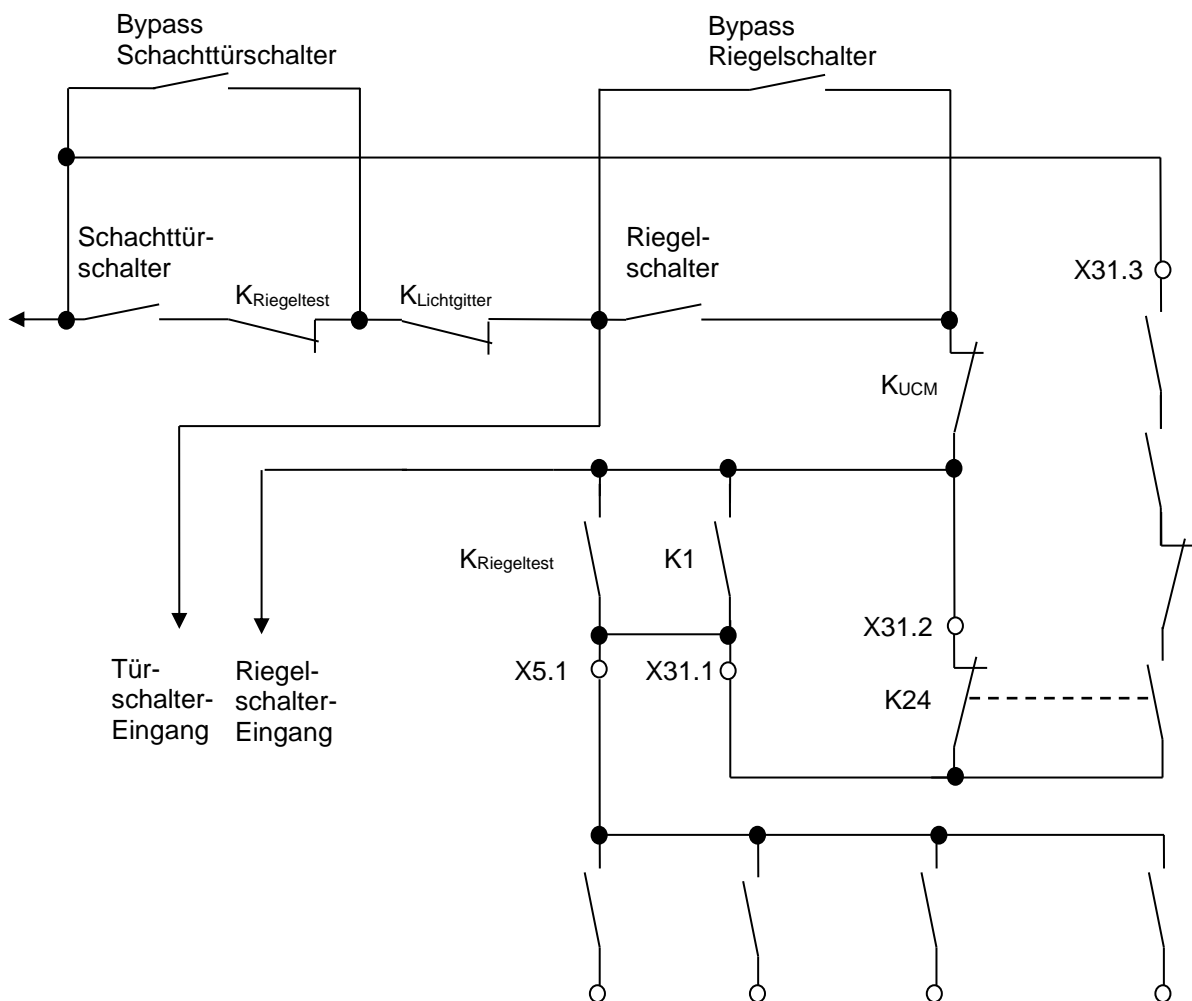 Bypass
Schachttürschalter
Bypass
Riegelschalter
Schachttür-
schalter
KRiegeltest
KLichtgitter
Riegel-
schalter
X31.3
KUCM
KRiegeltest
K1
X31.2
X5.1
X31.1
K24
Tür-
schalter-
Eingang
Riegel-
schalter-
Eingang